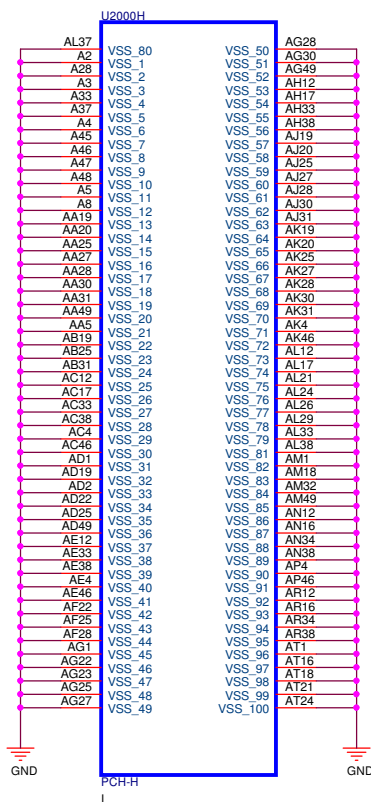 U2000H
AL37 VSS_80 VSS_50 AG28
A2 VSS_1 VSS_51 AG30
A28 VSS_2 VSS_52 AG49
A3 VSS_3 VSS_53 AH12
A33 VSS_4 VSS_54 AH17
A37 VSS_5 VSS_55 AH33
A4 VSS_6 VSS_56 AH38
A45 VSS_7 VSS_57 AJ19
A46 VSS_8 VSS_58 AJ20
A47 VSS_9 VSS_59 AJ25
A48 VSS_10 VSS_60 AJ27
A5 VSS_11 VSS_61 AJ28
A8 VSS_12 VSS_62 AJ30
AA19 VSS_13 VSS_63 AJ31
AA20 VSS_14 VSS_64 AK19
AA25 VSS_15 VSS_65 AK20
AA27 VSS_16 VSS_66 AK25
AA28 VSS_17 VSS_67 AK27
AA30 VSS_18 VSS_68 AK28
AA31 VSS_19 VSS_69 AK30
AA49 VSS_20 VSS_70 AK31
AA5 VSS_21 VSS_71 AK4
AB19 VSS_22 VSS_72 AK46
AB25 VSS_23 VSS_73 AL12
AB31 VSS_24 VSS_74 AL17
AC12 VSS_25 VSS_75 AL21
AC17 VSS_26 VSS_76 AL24
AC33 VSS_27 VSS_77 AL26
AC38 VSS_28 VSS_78 AL29
AC4 VSS_29 VSS_79 AL33
AC46 VSS_30 VSS_81 AL38
AD1 VSS_31 VSS_82 AM1
AD19 VSS_32 VSS_83 AM18
AD2 VSS_33 VSS_84 AM32
AD22 VSS_34 VSS_85 AM49
AD25 VSS_35 VSS_86 AN12
AD49 VSS_36 VSS_87 AN16
AE12 VSS_37 VSS_88 AN34
AE33 VSS_38 VSS_89 AN38
AE38 VSS_39 VSS_90 AP4
AE4 VSS_40 VSS_91 AP46
AE46 VSS_41 VSS_92 AR12
AF22 VSS_42 VSS_93 AR16
AF25 VSS_43 VSS_94 AR34
AF28 VSS_44 VSS_95 AR38
AG1 VSS_45 VSS_96 AT1
AG22 VSS_46 VSS_97 AT16
AG23 VSS_47 VSS_98 AT18
AG25 VSS_48 VSS_99 AT21
AG27 VSS_49 VSS_100 AT24
GND GND
PCH-H